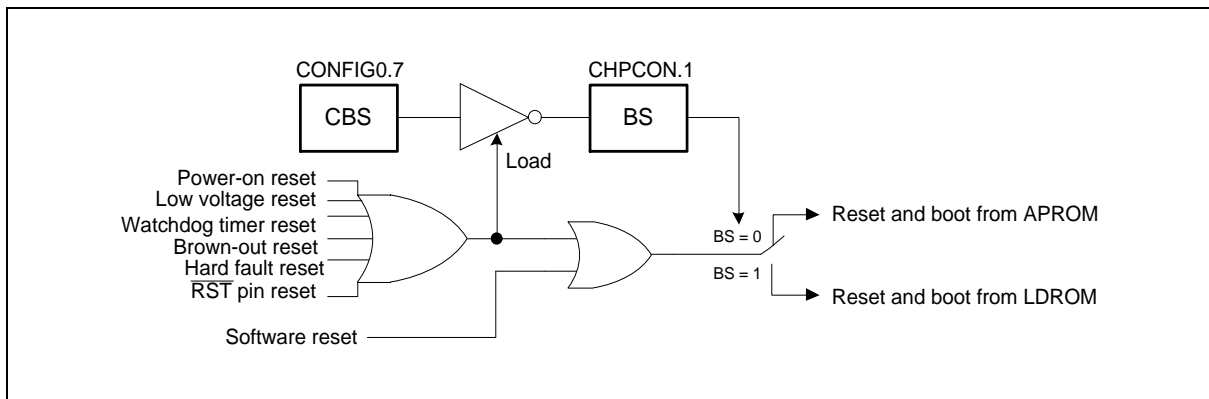 CONFIG0.7
CHPCON.1
CBS
BS
Load
Power-on reset
Low voltage reset
Watchdog timer reset
Brown-out reset
Hard fault reset
RST pin reset
Software reset
BS = 0
BS = 1
Reset and boot from APROM
Reset and boot from LDROM